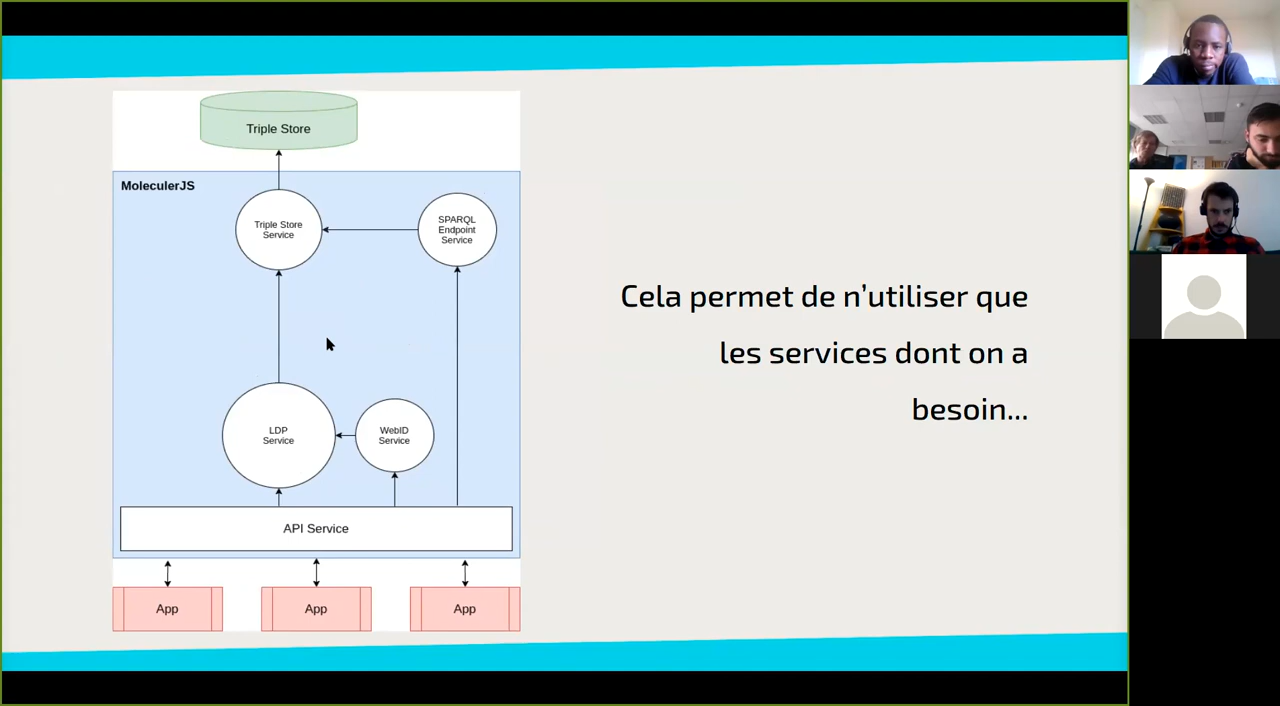 Triple Store
MoleculerJS
Triple Store
Service
SPARQL
Endpoint
Service
Cela permet de n’utiliser que
les services dont on a
besoin...
LDP
Service
WebID
Service
API Service
App
App
App